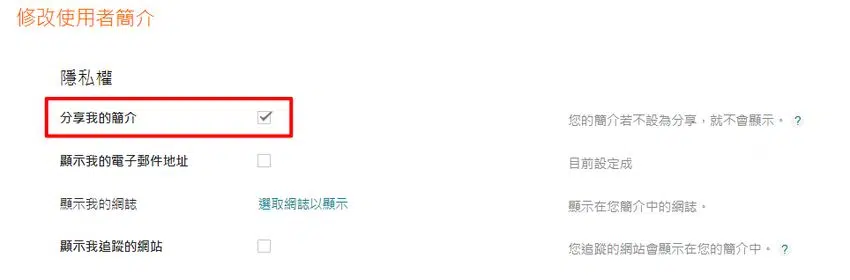 修改使用者簡介
隱私權
分享我的簡介 您的簡介若不設為分享，就不會顯示。 ?
顯示我的電子郵件地址 目前設定成
顯示我的網誌 選取網誌以顯示 顯示在您簡介中的網誌。
顯示我追蹤的網站 您追蹤的網站會顯示在您的簡介中。 ?